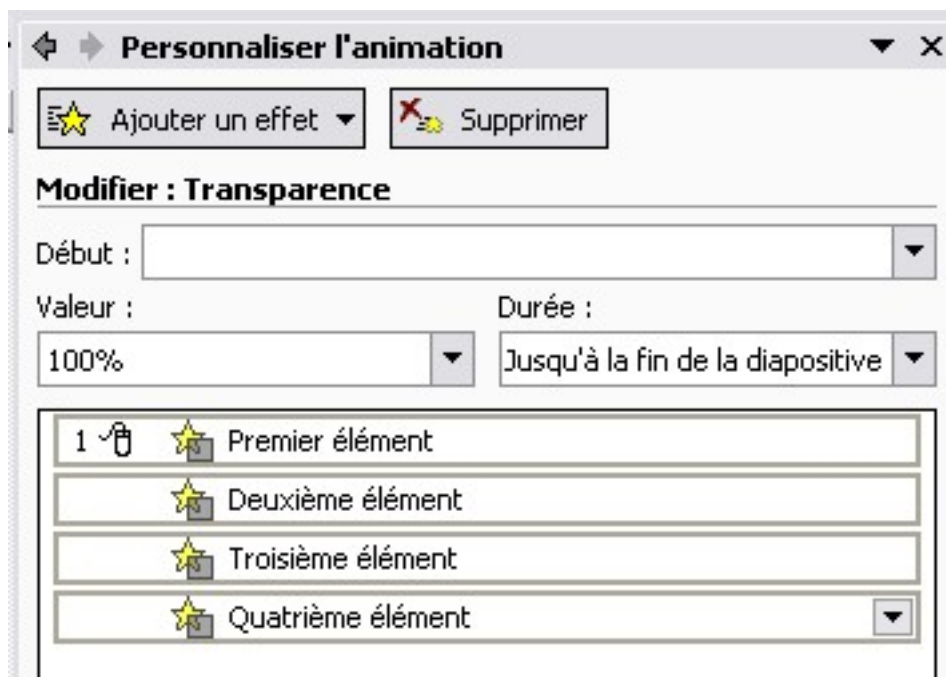 Personnaliser l'animation
Ajouter un effet Supprimer
Modifier : Transparence
Début :
Valeur : Durée :
100% Jusqu'à la fin de la diapositive
1 Premier élément
Deuxième élément
Troisième élément
Quatrième élément